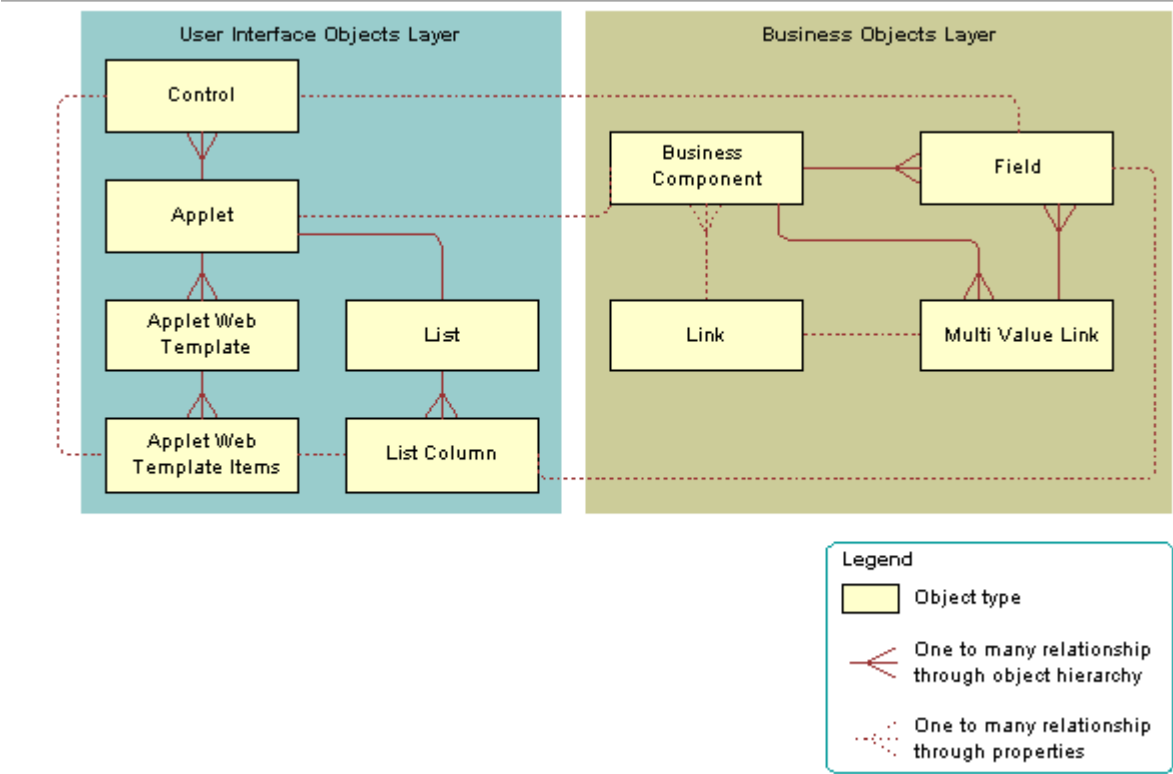 User Interface Objects Layer
Control
Applet
Applet Web
Template
List
Applet Web
Template Items
List Column
Business Objects Layer
Business
Component
Field
Link
Multi Value Link
Legend
Object type
One to many relationship
through object hierarchy
One to many relationship
through properties